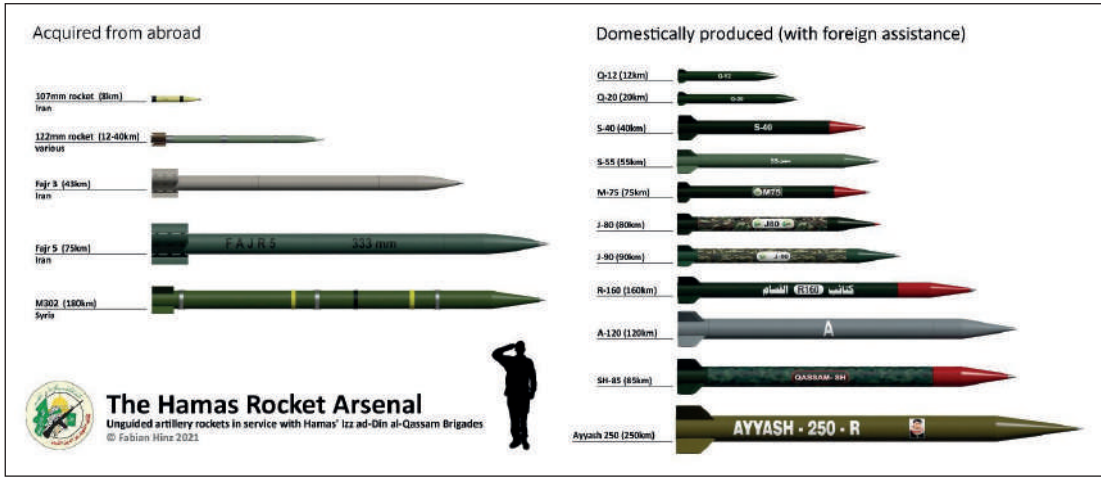 Acquired from abroad
107mm rocket (8km)
Iran
122mm rocket (12-40km)
various
Fajr 3 (43km)
Iran
Fajr 5 (75km)
Iran
FAJR5 333 mm
M302 (180km)
Syria
The Hamas Rocket Arsenal
Unguided artillery rockets in service with Hamas' Izz ad-Din al-Qassam Brigades
© Fabian Hinz 2021
Domestically produced (with foreign assistance)
Q-12 (12km)
Q-12
Q-20 (20km)
Q-20
S-40 (40km)
S-40
S-55 (55km)
M-75 (75km)
M75
J-80 (80km)
J80
J-90 (90km)
J-90
R-160 (160km)
كتائب R160 القسام
A-120 (120km)
A
SH-85 (85km)
QASSAM-SH
Ayyash 250 (250km)
AYYASH - 250 - R